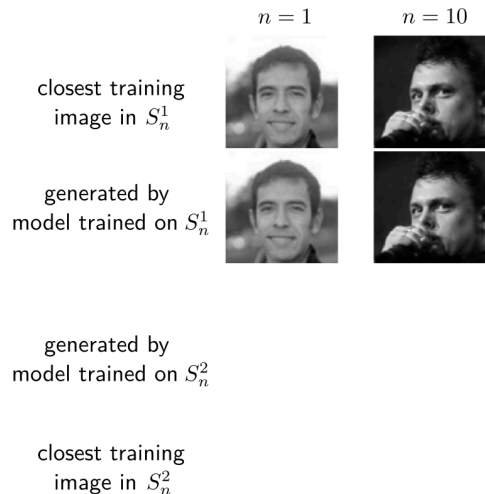 n = 1 n = 10
closest training
image in S_n^1
generated by
model trained on S_n^1
generated by
model trained on S_n^2
closest training
image in S_n^2